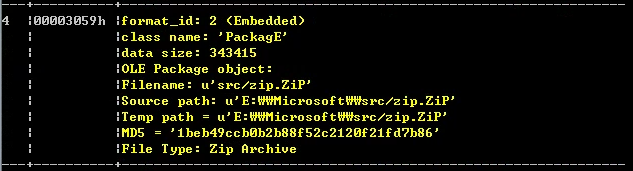 4 |00003059h |format_id: 2 (Embedded)
|class name: 'PackagE'
|data size: 343415
|OLE Package object:
|Filename: u'src/zip.ZiP'
|Source path: u'E:₩₩Microsoft₩₩src/zip.ZiP'
|Temp path = u'E:₩₩Microsoft₩₩src/zip.ZiP'
|MD5 = '1beb49ccb0b2b88f52c2120f21fd7b86'
|File Type: Zip Archive